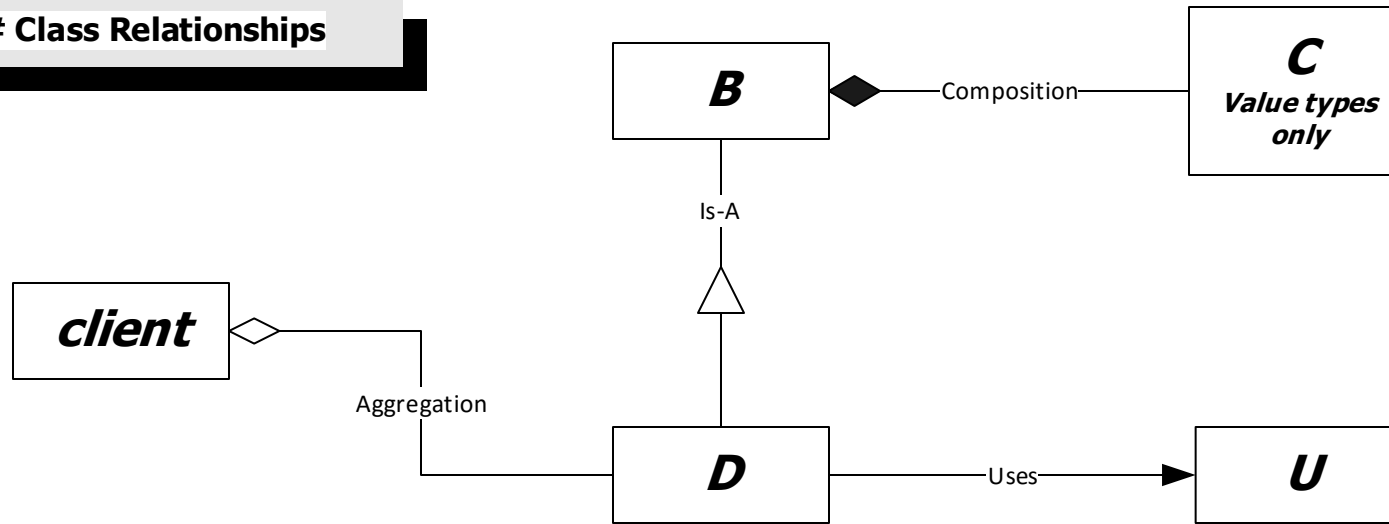 # Class Relationships
B
Composition
C
Value types
only
Is-A
client
Aggregation
D
Uses
U